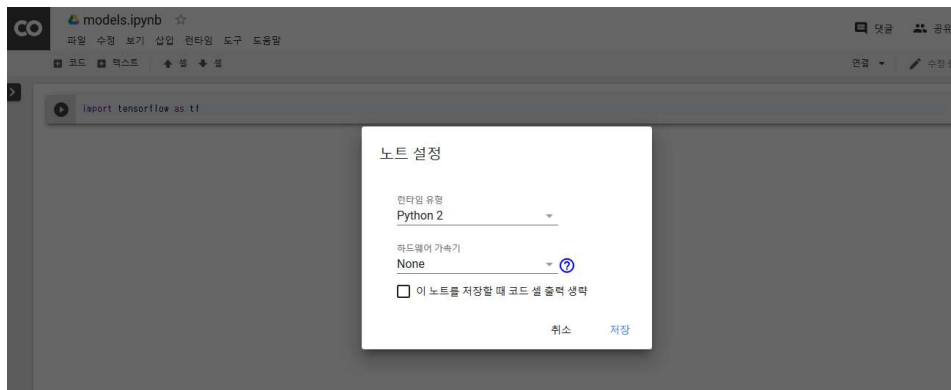 CO
models.ipynb
댓글 공유
파일 수정 보기 삽입 런타임 도구 도움말
코드 텍스트 셀 셀
연결
import tensorflow as tf
노트 설정
런타임 유형
Python 2
하드웨어 가속기
None
이 노트를 저장할 때 코드 셀 출력 생략
취소 저장